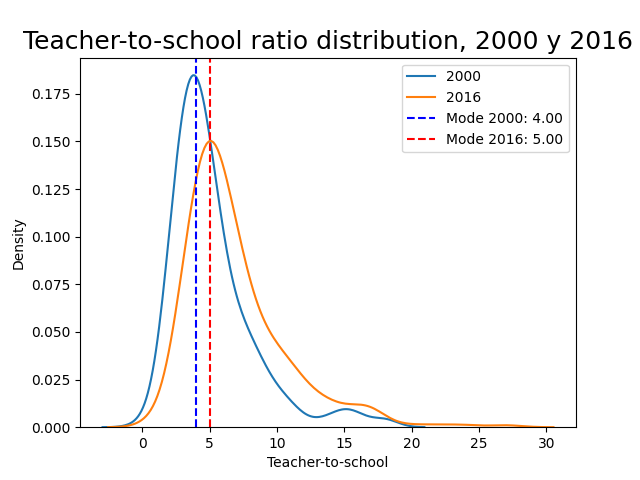 Teacher-to-school ratio distribution, 2000 y 2016
2000
2016
Mode 2000: 4.00
Mode 2016: 5.00
Density
0.175
0.150
0.125
0.100
0.075
0.050
0.025
0.000
0 5 10 15 20 25 30
Teacher-to-school